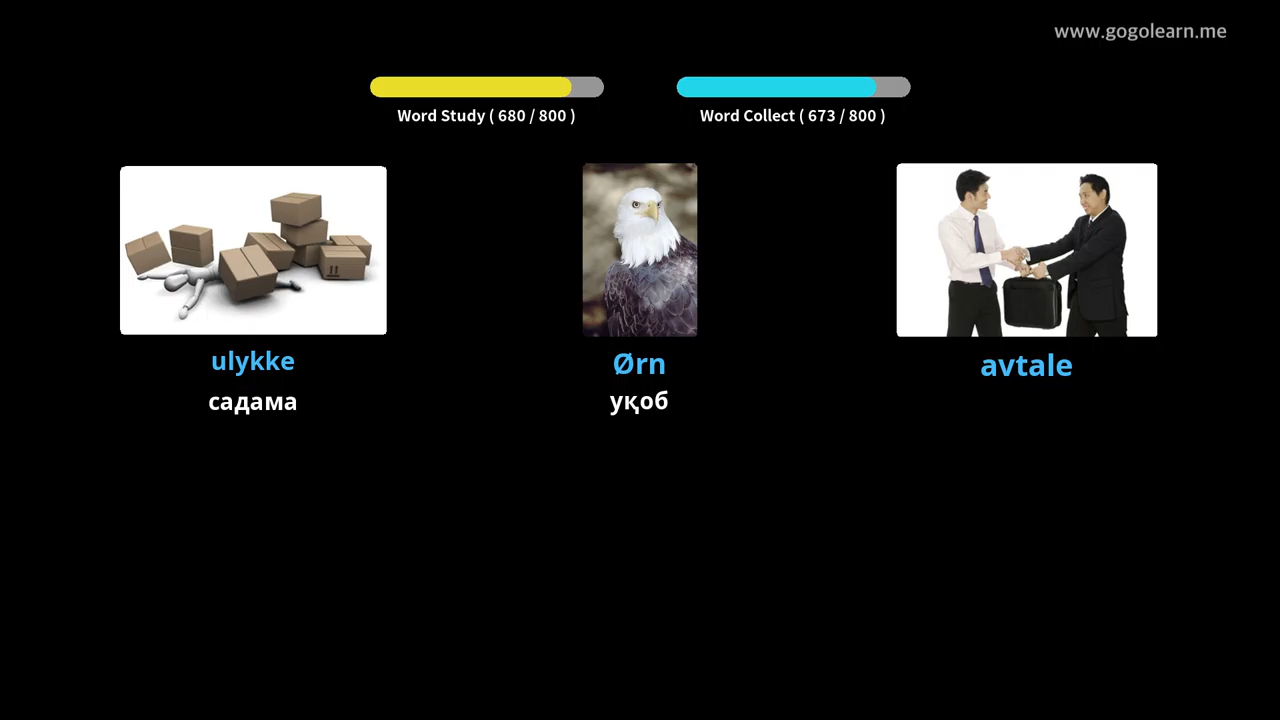 www.gogolearn.me
Word Study ( 680 / 800 )
Word Collect ( 673 / 800 )
ulykke
садама
Ørn
уқоб
avtale